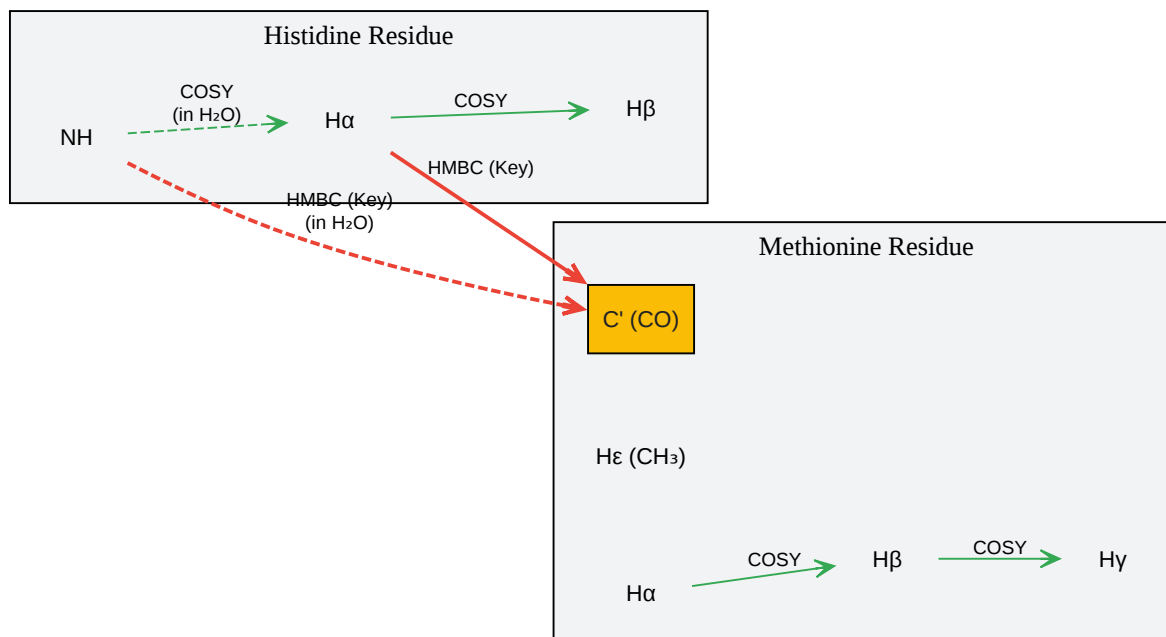 Histidine Residue
COSY
(in H₂O)
NH
Hα
COSY
Hβ
HMBC (Key)
HMBC (Key)
(in H₂O)
Methionine Residue
C' (CO)
Hε (CH₃)
Hα
COSY
Hβ
COSY
Hγ